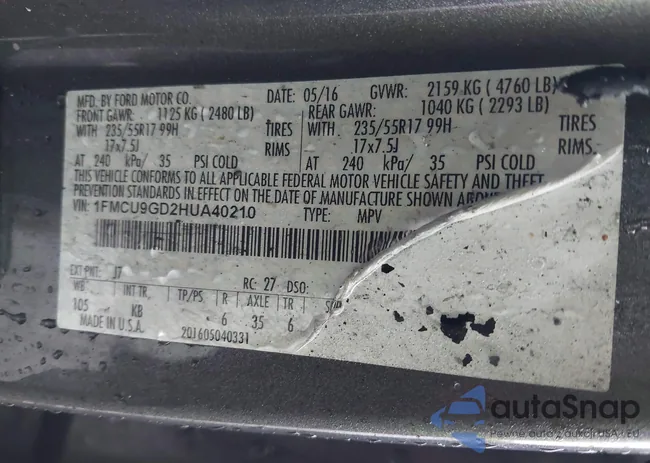 MFD. BY FORD MOTOR CO.
DATE: 05/16 GVWR: 2159 KG ( 4760 LB)
FRONT GAWR: 1125 KG ( 2480 LB)
REAR GAWR: 1040 KG ( 2293 LB)
WITH 235/55R17 99H TIRES WITH 235/55R17 99H TIRES
17x7.5J RIMS 17x7.5J RIMS
AT 240 kPa/ 35 PSI COLD AT 240 kPa/ 35 PSI COLD
THIS VEHICLE CONFORMS TO ALL APPLICABLE FEDERAL MOTOR VEHICLE SAFETY AND THEFT
PREVENTION STANDARDS IN EFFECT ON THE DATE OF MANUFACTURE SHOWN ABOVE.
VIN: 1FMCU9GD2HUA40210 TYPE: MPV
EXT PNT: J7 RC: 27 DSO:
WB INT TR. TP/PS R AXLE TR
105 KB 6 35 6
MADE IN U.S.A. 201605040331
autoSnap